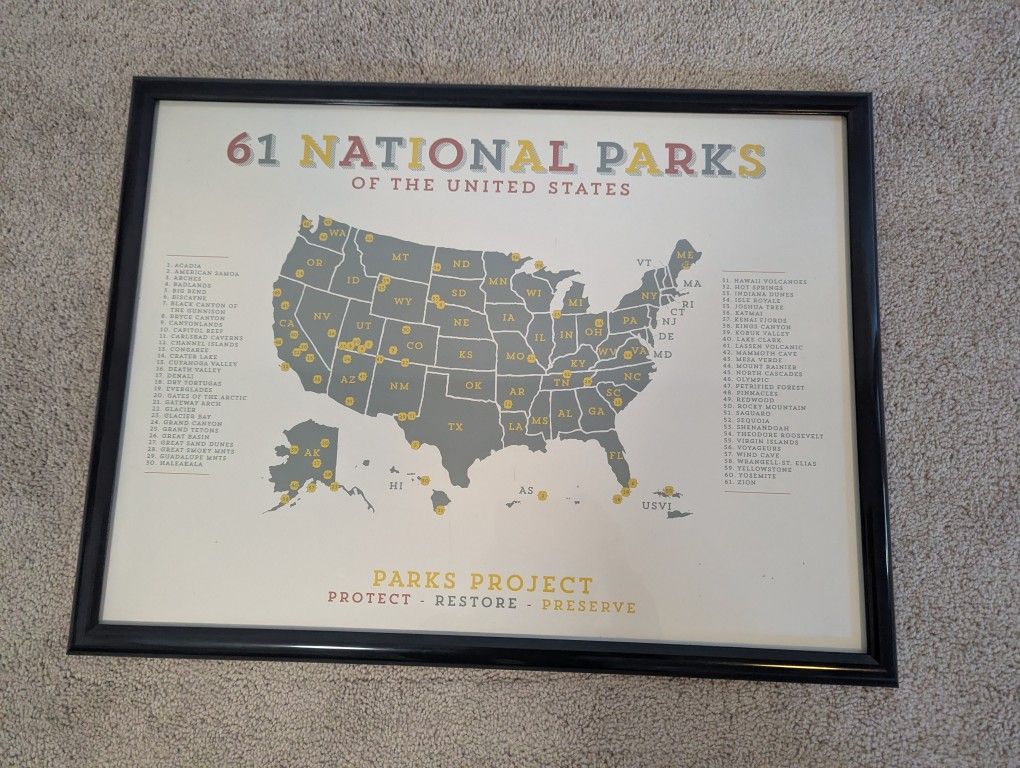 61 NATIONAL PARKS
OF THE UNITED STATES
1. ACADIA
2. AMERICAN SAMOA
3. ARCHES
4. BADLANDS
5. BIG BEND
6. BISCAYNE
7. BLACK CANYON OF
THE GUNNISON
8. BRYCE CANYON
9. CANYONLANDS
10. CAPITOL REEF
11. CARLSBAD CAVERNS
12. CHANNEL ISLANDS
13. CONGAREE
14. CRATER LAKE
15. CUYAHOGA VALLEY
16. DEATH VALLEY
17. DENALI
18. DRY TORTUGAS
19. EVERGLADES
20. GATES OF THE ARCTIC
21. GATEWAY ARCH
22. GLACIER
23. GLACIER BAY
24. GRAND CANYON
25. GRAND TETONS
26. GREAT BASIN
27. GREAT SAND DUNES
28. GREAT SMOKY MNTS
29. GUADALUPE MNTS
30. HALEAKALA
WA
OR
ID
MT
ND
MN
WI
MI
VT
ME
MA
RI
CT
NY
NJ
PA
DE
MD
CA
NV
UT
WY
SD
NE
IA
IL
IN
OH
WV
VA
CO
KS
MO
KY
NC
AZ
NM
OK
AR
TN
SC
TX
LA
MS
AL
GA
FL
AK
HI
AS
USVI
31. HAWAII VOLCANOES
32. HOT SPRINGS
33. INDIANA DUNES
34. ISLE ROYALE
35. JOSHUA TREE
36. KATMAI
37. KENAI FJORDS
38. KINGS CANYON
39. KOBUK VALLEY
40. LAKE CLARK
41. LASSEN VOLCANIC
42. MAMMOTH CAVE
43. MESA VERDE
44. MOUNT RAINIER
45. NORTH CASCADES
46. OLYMPIC
47. PETRIFIED FOREST
48. PINNACLES
49. REDWOOD
50. ROCKY MOUNTAIN
51. SAGUARO
52. SEQUOIA
53. SHENANDOAH
54. THEODORE ROOSEVELT
55. VIRGIN ISLANDS
56. VOYAGEURS
57. WIND CAVE
58. WRANGELL-ST. ELIAS
59. YELLOWSTONE
60. YOSEMITE
61. ZION
PARKS PROJECT
PROTECT - RESTORE - PRESERVE